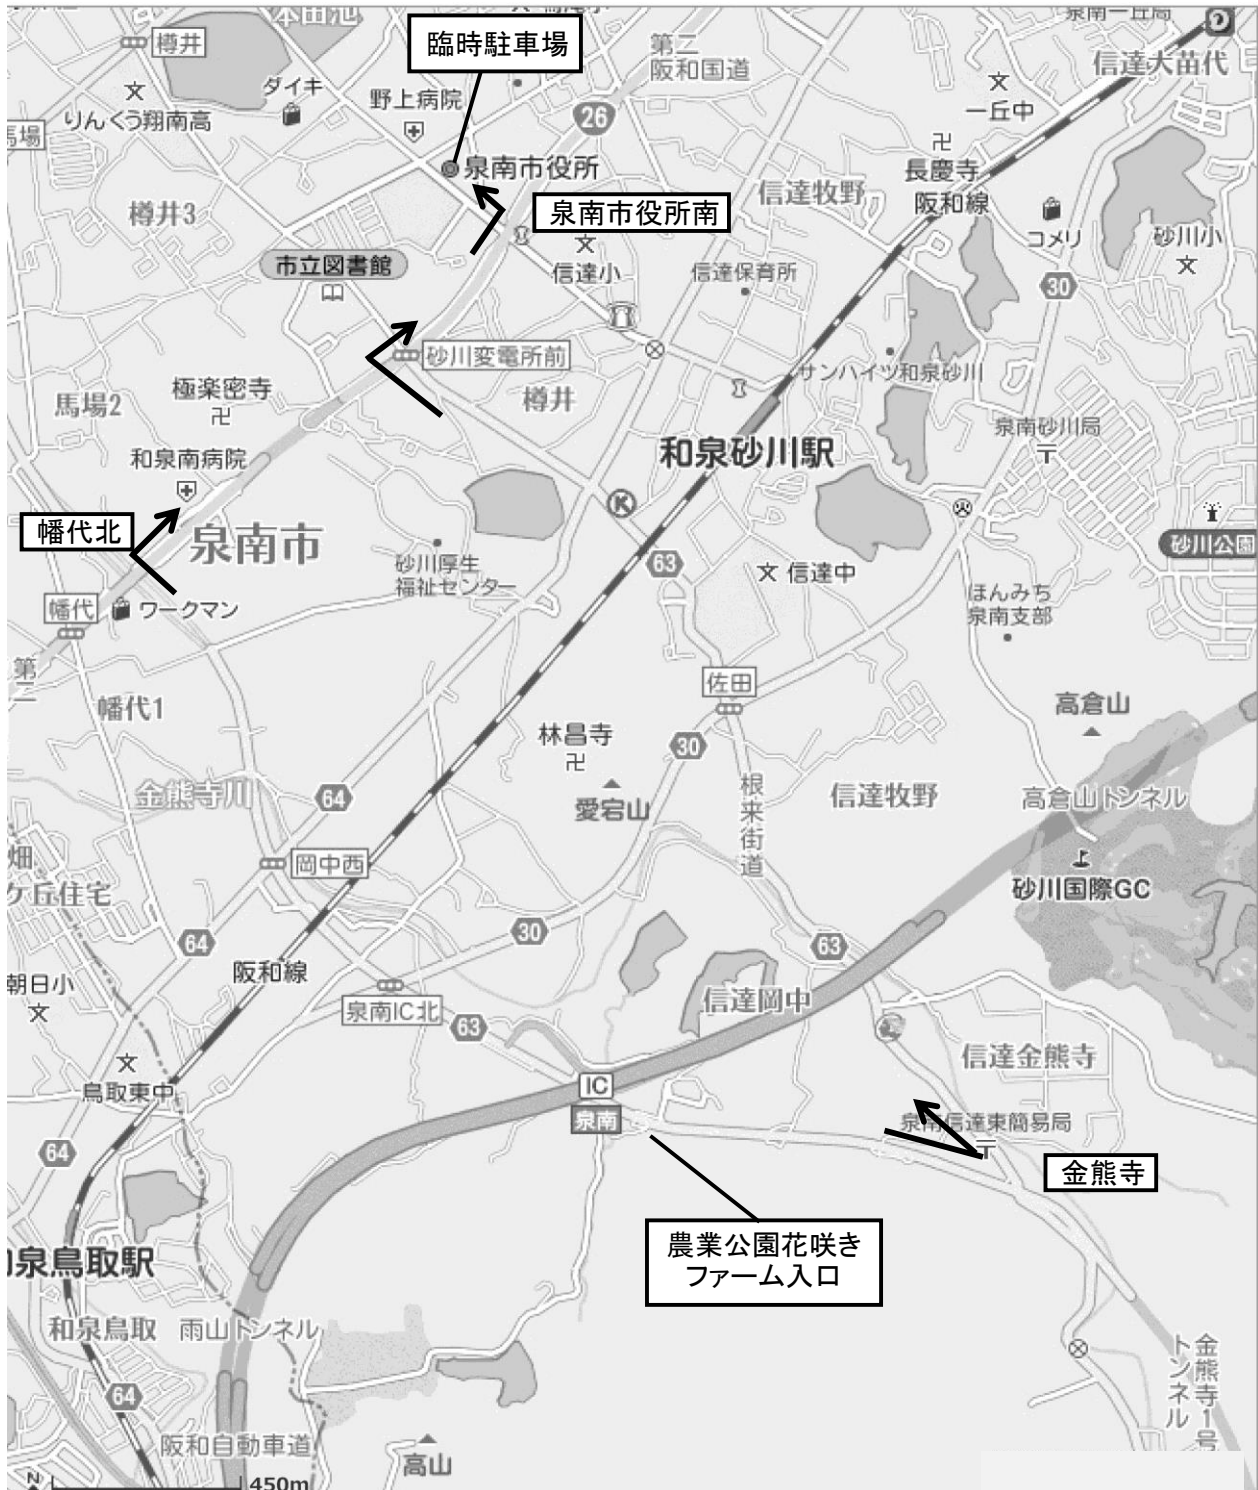 本田池
泉南一丘局
樽井
臨時駐車場
第二
阪和国道
信達大苗代
ダイキ
野上病院
26
一丘中
りんくう翔南高
馬場
泉南市役所
長慶寺
阪和線
信達牧野
樽井3
泉南市役所南
コメリ
砂川小
市立図書館
信達小
信達保育所
30
砂川変電所前
サンハイツ和泉砂川
極楽密寺
馬場2
樽井
泉南砂川局
和泉砂川駅
和泉南病院
K
幡代北
泉南市
砂川公園
砂川厚生
福祉センター
63
信達中
ほんみち
泉南支部
幡代
ワークマン
第二
佐田
幡代1
高倉山
林昌寺
30
根来街道
金熊寺川
64
愛宕山
信達牧野
高倉山トンネル
畑
岡中西
ケ丘住宅
砂川国際GC
64
30
63
阪和線
朝日小
泉南IC北
63
信達岡中
信達金熊寺
鳥取東中
IC
泉南
泉南信達東簡易局
64
金熊寺
農業公園花咲き
ファーム入口
和泉鳥取駅
和泉鳥取
雨山トンネル
金熊寺1号
トンネル
64
阪和自動車道
高山
N
450m